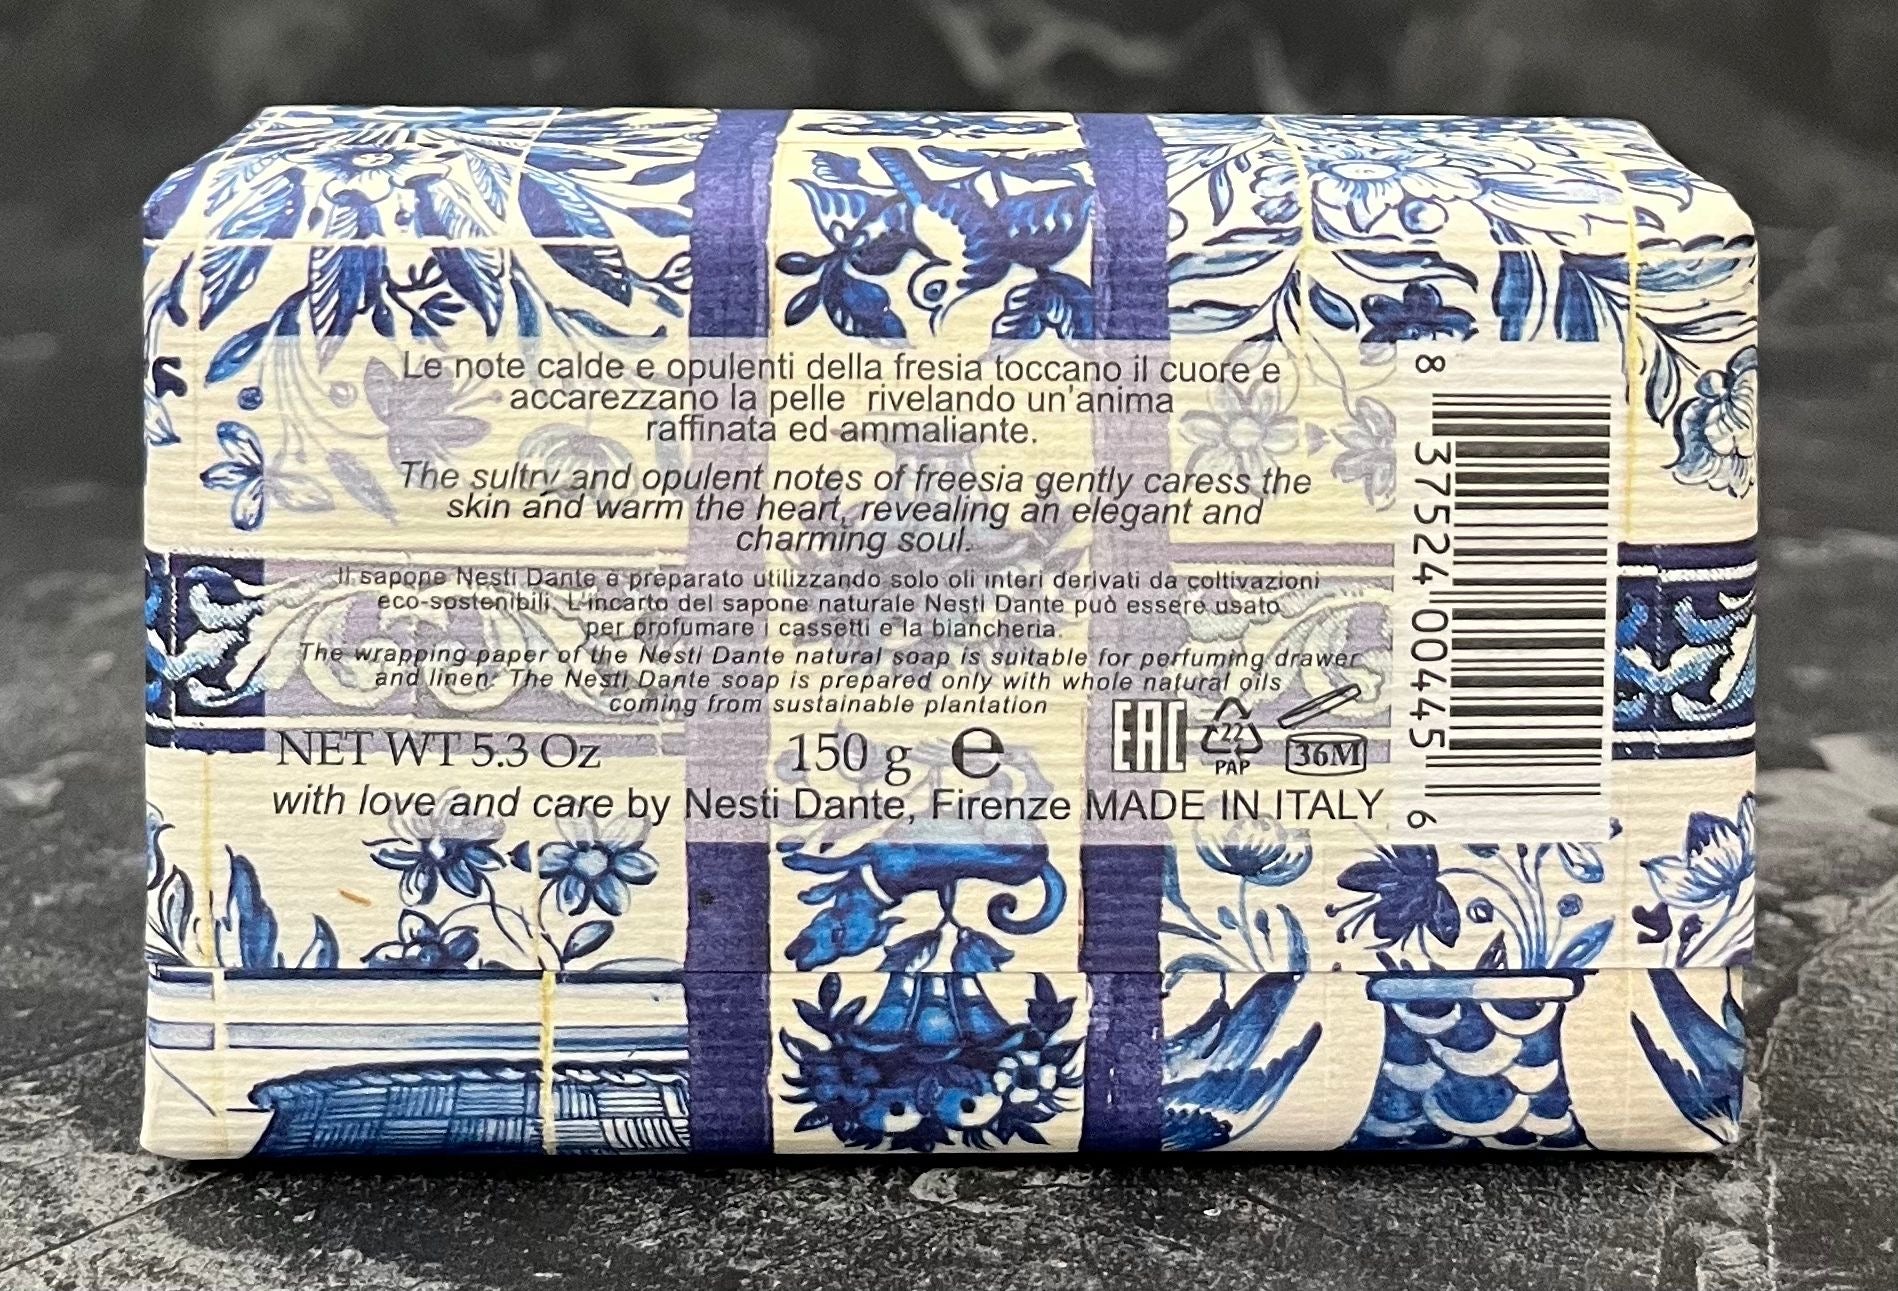 Le note calde e opulenti della fresia toccano il cuore e
accarezzano la pelle rivelando un'anima
raffinata ed ammaliante.
The sultry and opulent notes of freesia gently caress the
skin and warm the heart, revealing an elegant and
charming soul.
Il sapone Nesti Dante è preparato utilizzando solo oli interi derivati da coltivazioni
eco-sostenibili. L'incarto del sapone naturale Nesti Dante può essere usato
per profumare i cassetti e la biancheria.
The wrapping paper of the Nesti Dante natural soap is suitable for perfuming drawer
and linen. The Nesti Dante soap is prepared only with whole natural oils
coming from sustainable plantation
NET WT 5.3 Oz 150 g e EAC 22 PAP 36M
with love and care by Nesti Dante, Firenze MADE IN ITALY
8 375240 044506